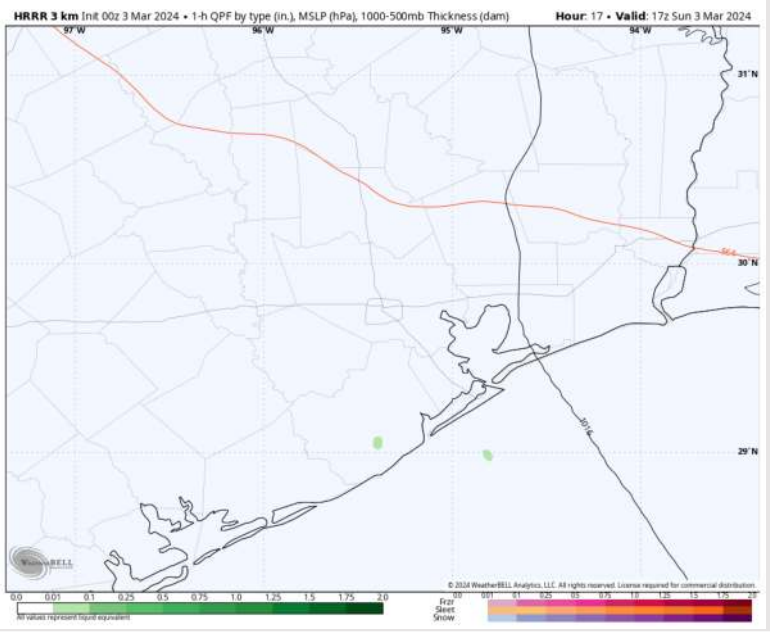 HRRR 3 km Init 00z 3 Mar 2024 • 1-h QPF by type (in.), MSLP (hPa), 1000-500mb Thickness (dam) Hour: 17 • Valid: 17z Sun 3 Mar 2024
97°W 96°W 95°W 94°W
31°N
564
30°N
1016
29°N
WeatherBELL
© 2024 WeatherBELL Analytics, LLC. All rights reserved. License required for commercial distribution.
0.0 0.01 0.1 0.25 0.5 0.75 1.0 1.25 1.5 1.75 2.0
All values represent liquid equivalent
0.0 0.01 0.1 0.25 0.5 0.75 1.0 1.25 1.5 1.75 2.0
Frzr
Sleet
Snow